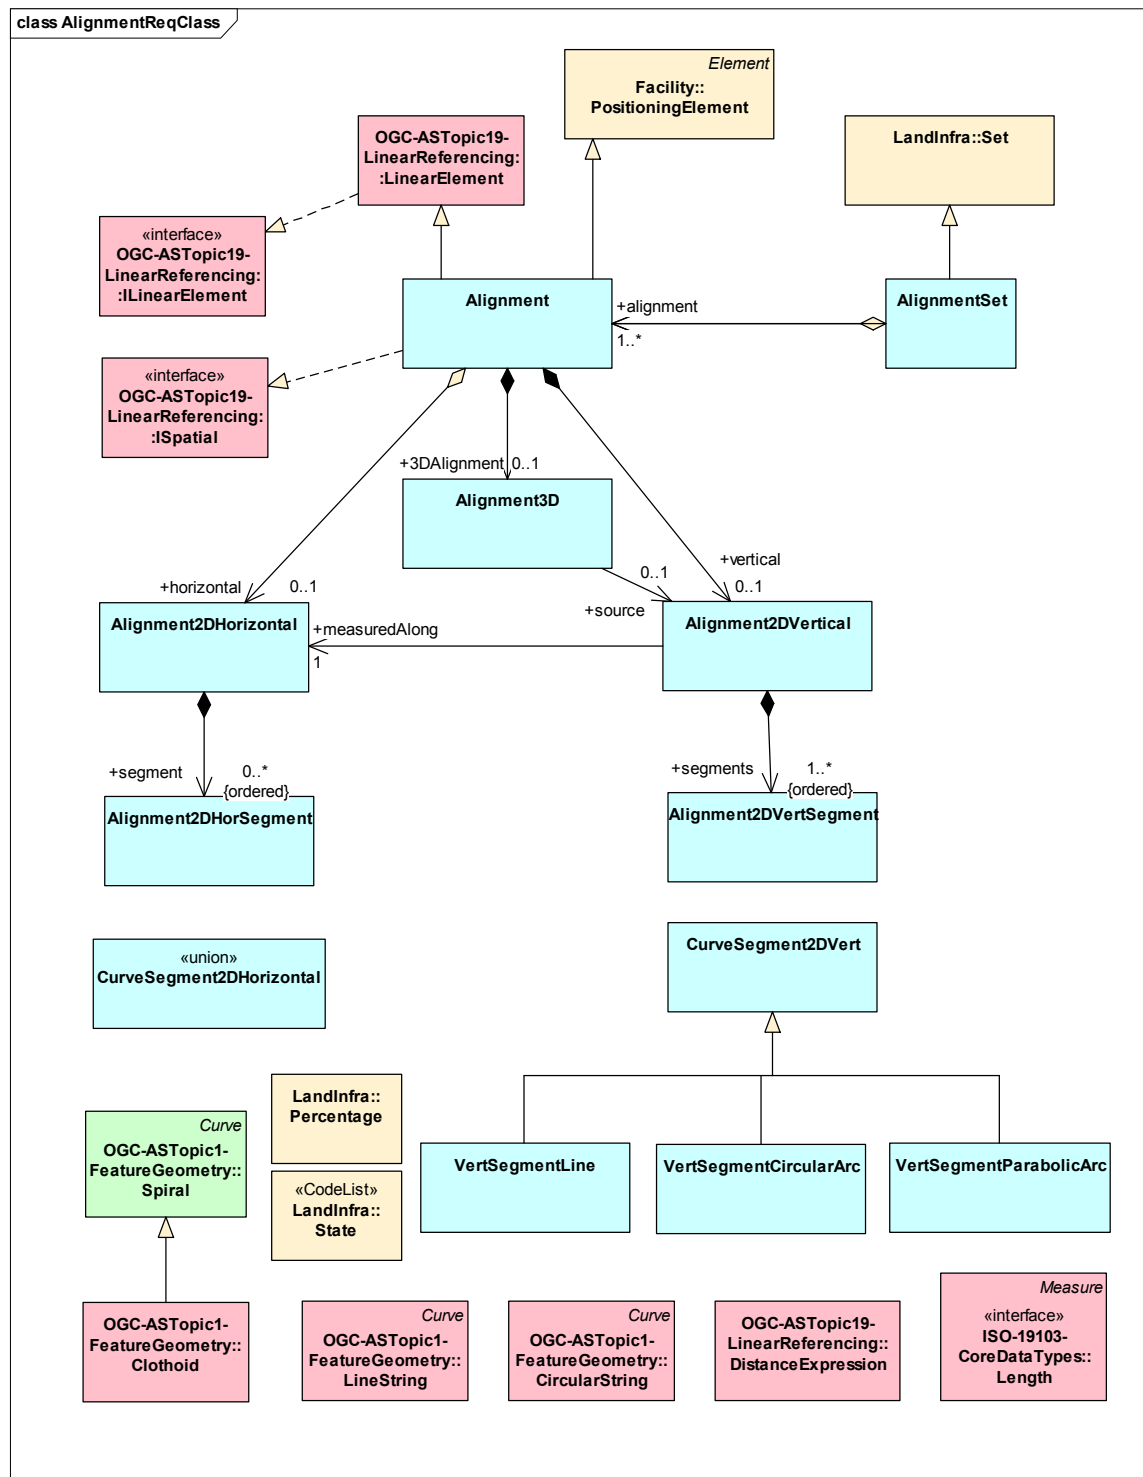 class AlignmentReqClass
Element
Facility::
PositioningElement
OGC-ASTopic19-
LinearReferencing:
:LinearElement
LandInfra::Set
«interface»
OGC-ASTopic19-
LinearReferencing:
:ILinearElement
Alignment
+alignment
1..*
AlignmentSet
«interface»
OGC-ASTopic19-
LinearReferencing:
:ISpatial
+3DAlignment
0..1
Alignment3D
+horizontal
0..1
0..1
+source
+vertical
0..1
Alignment2DHorizontal
+measuredAlong
1
Alignment2DVertical
+segment
0..*
{ordered}
+segments
1..*
{ordered}
Alignment2DHorSegment
Alignment2DVertSegment
«union»
CurveSegment2DHorizontal
CurveSegment2DVert
LandInfra::
Percentage
Curve
OGC-ASTopic1-
FeatureGeometry::
Spiral
«CodeList»
LandInfra::
State
VertSegmentLine
VertSegmentCircularArc
VertSegmentParabolicArc
OGC-ASTopic1-
FeatureGeometry::
Clothoid
Curve
OGC-ASTopic1-
FeatureGeometry::
LineString
Curve
OGC-ASTopic1-
FeatureGeometry::
CircularString
OGC-ASTopic19-
LinearReferencing::
DistanceExpression
Measure
«interface»
ISO-19103-
CoreDataTypes::
Length